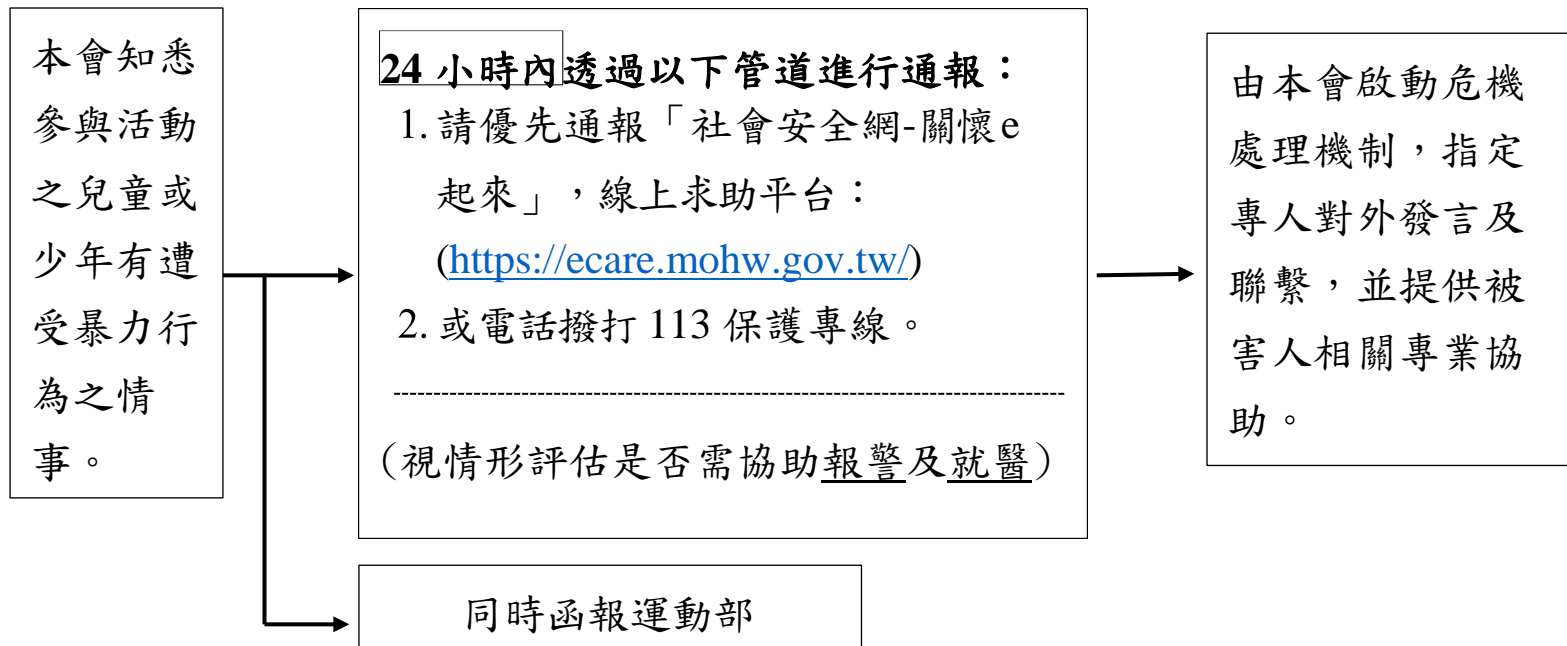 本會知悉
參與活動
之兒童或
少年有遭
受暴力行
為之情
事。
24 小時內透過以下管道進行通報：
1. 請優先通報「社會安全網-關懷e
起來」，線上求助平台：
(https://ecare.mohw.gov.tw/)
2. 或電話撥打 113 保護專線。
(視情形評估是否需協助報警及就醫)
由本會啟動危機
處理機制，指定
專人對外發言及
聯繫，並提供被
害人相關專業協
助。
同時函報運動部